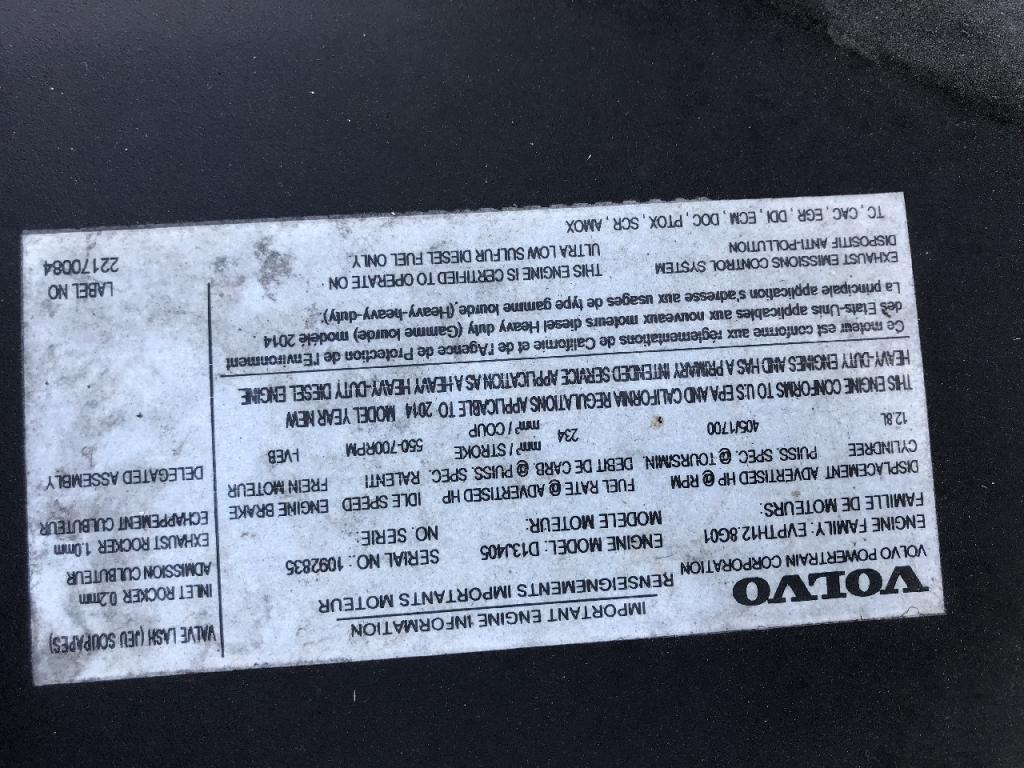 VOLVO
VOLVO POWERTRAIN CORPORATION
IMPORTANT ENGINE INFORMATION
RENSEIGNEMENTS IMPORTANTS MOTEUR
ENGINE FAMILY: EVPTH12.8G01
FAMILLE DE MOTEURS:
ENGINE MODEL: D13J405
MODELE MOTEUR:
SERIAL NO.: 1092835
NO. SERIE:
DISPLACEMENT ADVERTISED HP @ RPM FUEL RATE @ ADVERTISED HP IDLE SPEED ENGINE BRAKE
CYLINDREE PUISS. SPEC. @ TOURS/MIN. DEBIT DE CARB. @ PUISS. SPEC. RALENTI FREIN MOTEUR
12.8L 405/1700 234 mm³ / STROKE 550-700RPM I-VEB
mm³ / COUP
THIS ENGINE CONFORMS TO U.S EPA AND CALIFORNIA REGULATIONS APPLICABLE TO 2014 MODEL YEAR NEW
HEAVY-DUTY ENGINES AND HAS A PRIMARY INTENDED SERVICE APPLICATION AS A HEAVY HEAVY-DUTY DIESEL ENGINE
Ce moteur est conforme aux réglementations de Californie et de l'Agence de Protection de l'Environment
des Etats-Unis applicables aux nouveaux moteurs diesel Heavy duty (Gamme lourde) modèle 2014 .
La principale application s'adresse aux usages de type gamme lourde.(Heavy-heavy-duty).
EXHAUST EMISSIONS CONTROL SYSTEM
DISPOSITIF ANTI-POLLUTION
THIS ENGINE IS CERTIFIED TO OPERATE ON
ULTRA LOW SULFUR DIESEL FUEL ONLY.
TC , CAC , EGR , DDI , ECM , DOC , PTOX , SCR , AMOX
VALVE LASH (JEU SOUPAPES)
INLET ROCKER 0.2mm
ADMISSION CULBUTEUR
EXHAUST ROCKER 1.0mm
ECHAPPEMENT CULBUTEUR
DELEGATED ASSEMBLY
LABEL NO
22170084